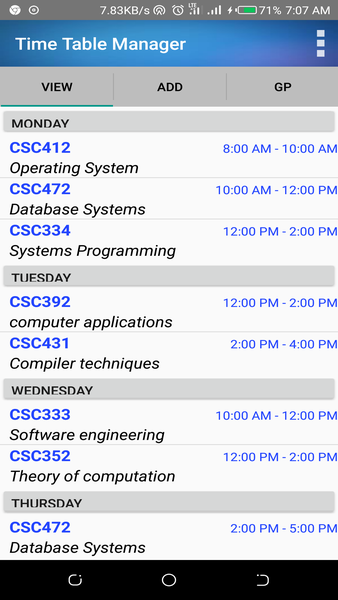 7.83KB/s LTE 71% 7:07 AM
Time Table Manager
VIEW ADD GP
MONDAY
CSC412 8:00 AM - 10:00 AM
Operating System
CSC472 10:00 AM - 12:00 PM
Database Systems
CSC334 12:00 PM - 2:00 PM
Systems Programming
TUESDAY
CSC392 12:00 PM - 2:00 PM
computer applications
CSC431 2:00 PM - 4:00 PM
Compiler techniques
WEDNESDAY
CSC333 10:00 AM - 12:00 PM
Software engineering
CSC352 12:00 PM - 2:00 PM
Theory of computation
THURSDAY
CSC472 2:00 PM - 5:00 PM
Database Systems